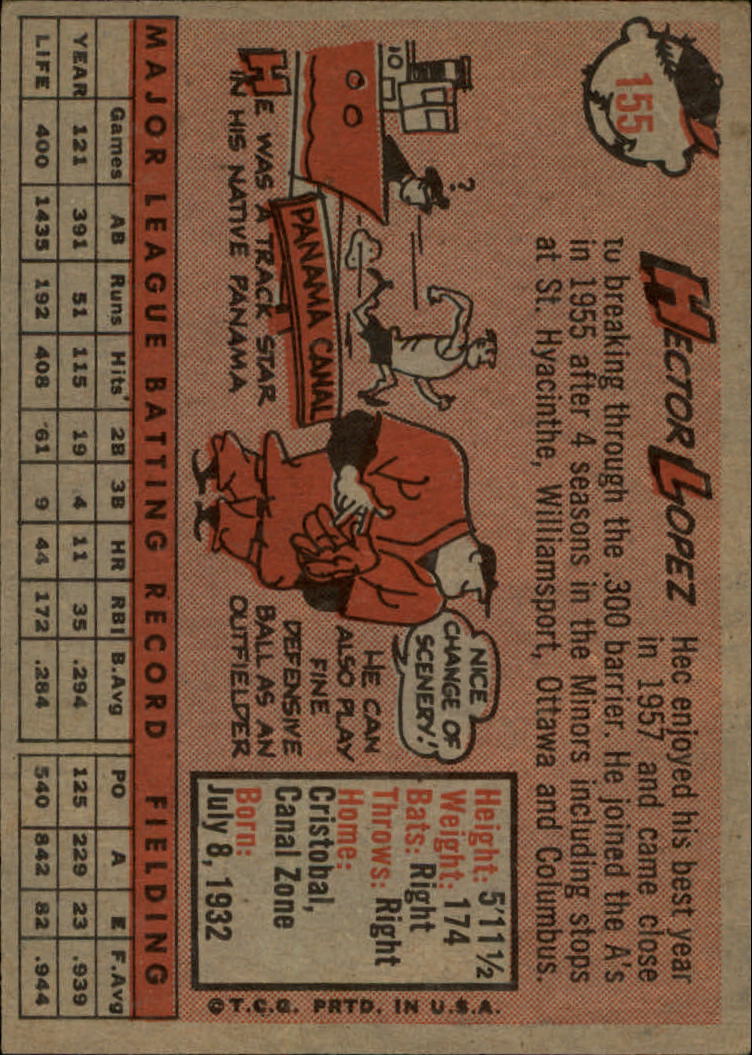 155
HECTOR LOPEZ
Hec enjoyed his best year
in 1957 and came close
to breaking through the .300 barrier. He joined the A's
in 1955 after 4 seasons in the Minors including stops
at St. Hyacinthe, Williamsport, Ottawa and Columbus.
10
?
PANAMA CANAL
HE WAS A TRACK STAR
IN HIS NATIVE PANAMA
NICE
CHANGE OF
SCENERY!
HE CAN
ALSO PLAY
FINE
DEFENSIVE
BALL AS AN
OUTFIELDER
Height: 5'11½
Weight: 174
Bats: Right
Throws: Right
Home:
Cristobal,
Canal Zone
Born:
July 8, 1932
©T.C.G. PRTD. IN U.S.A.
MAJOR LEAGUE BATTING RECORD FIELDING
Games AB Runs Hits 2B 3B HR RBI B.Avg PO A E F.Avg
YEAR 121 391 51 115 19 4 11 35 .294 125 229 23 .939
LIFE 400 1435 192 408 61 9 44 172 .284 540 842 82 .944